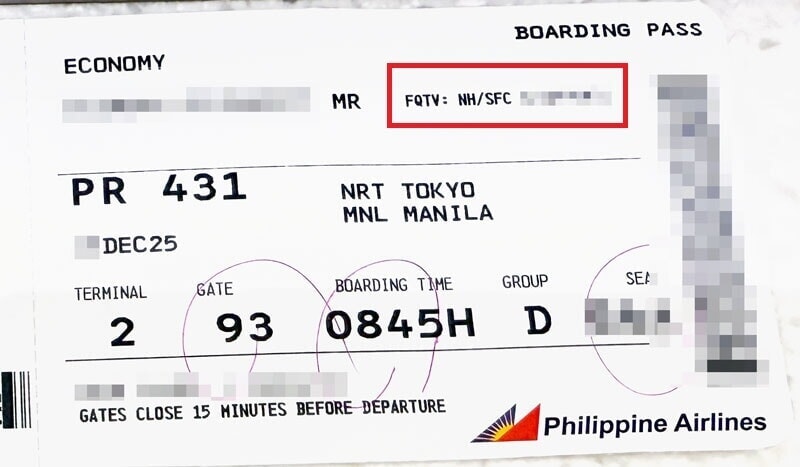 BOARDING PASS
ECONOMY
MR
FQTV: NH/SFC
PR 431
NRT TOKYO
MNL MANILA
DEC25
TERMINAL GATE BOARDING TIME GROUP
2 93 0845H D
GATES CLOSE 15 MINUTES BEFORE DEPARTURE
Philippine Airlines